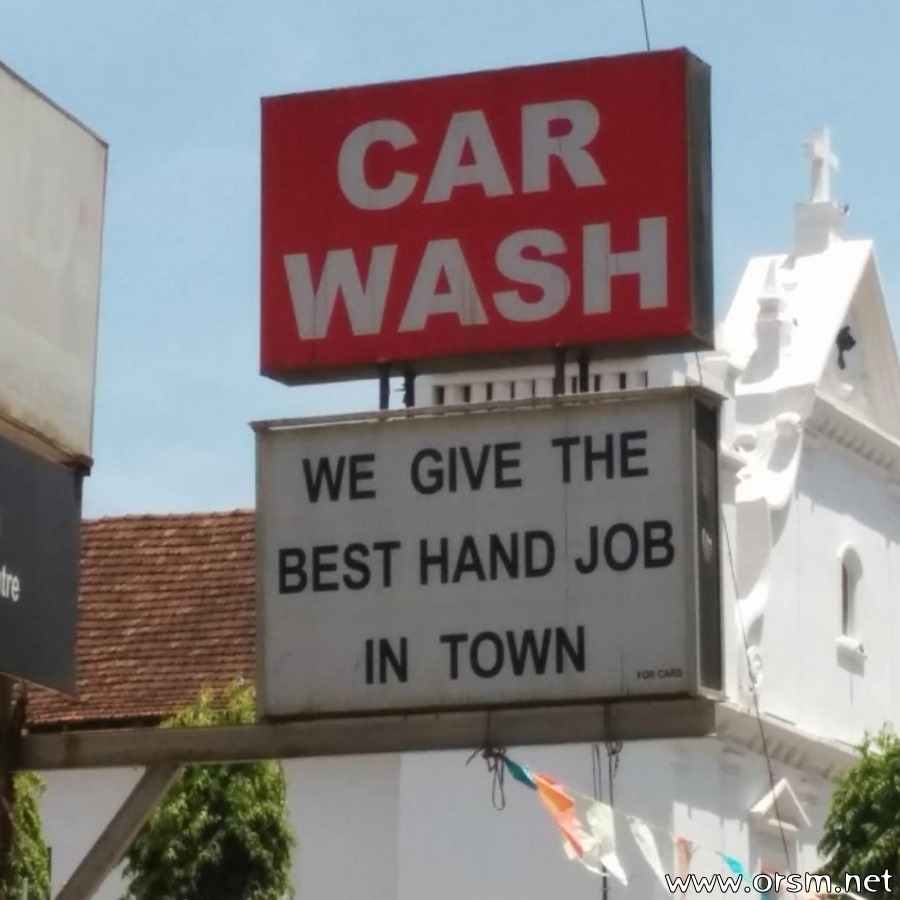 CAR
WASH
WE GIVE THE
BEST HAND JOB
IN TOWN
FOR CARS
tre
www.orsm.net